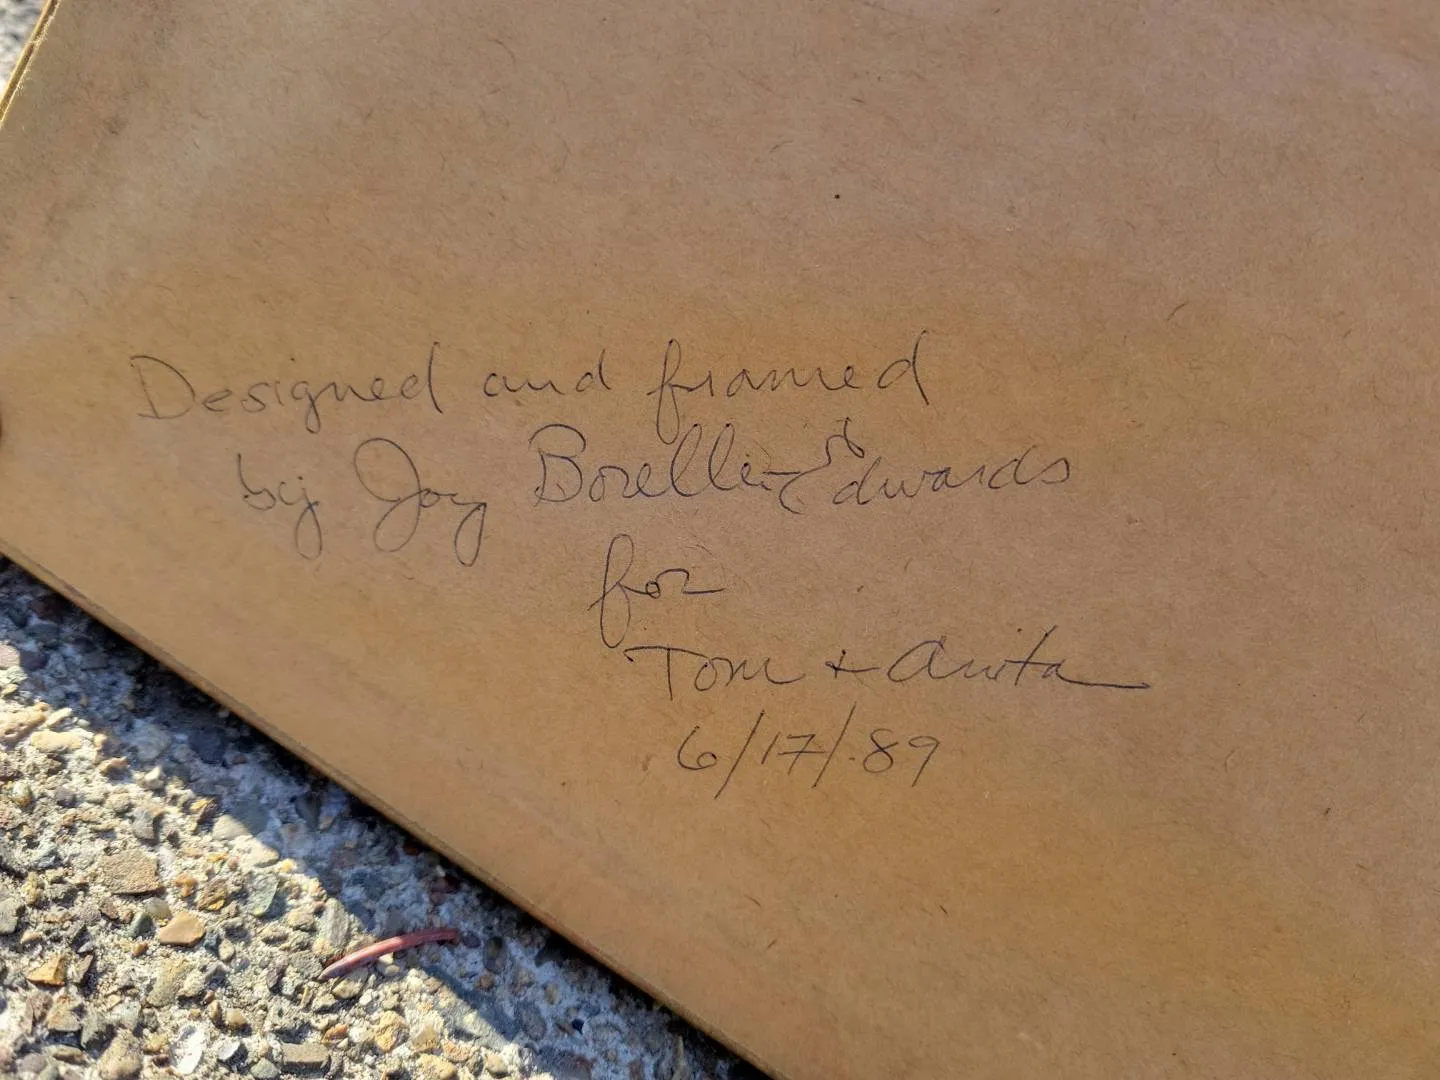 Designed and framed
by Joy Borelli-Edwards
for
Tom + Anita
6/17/89